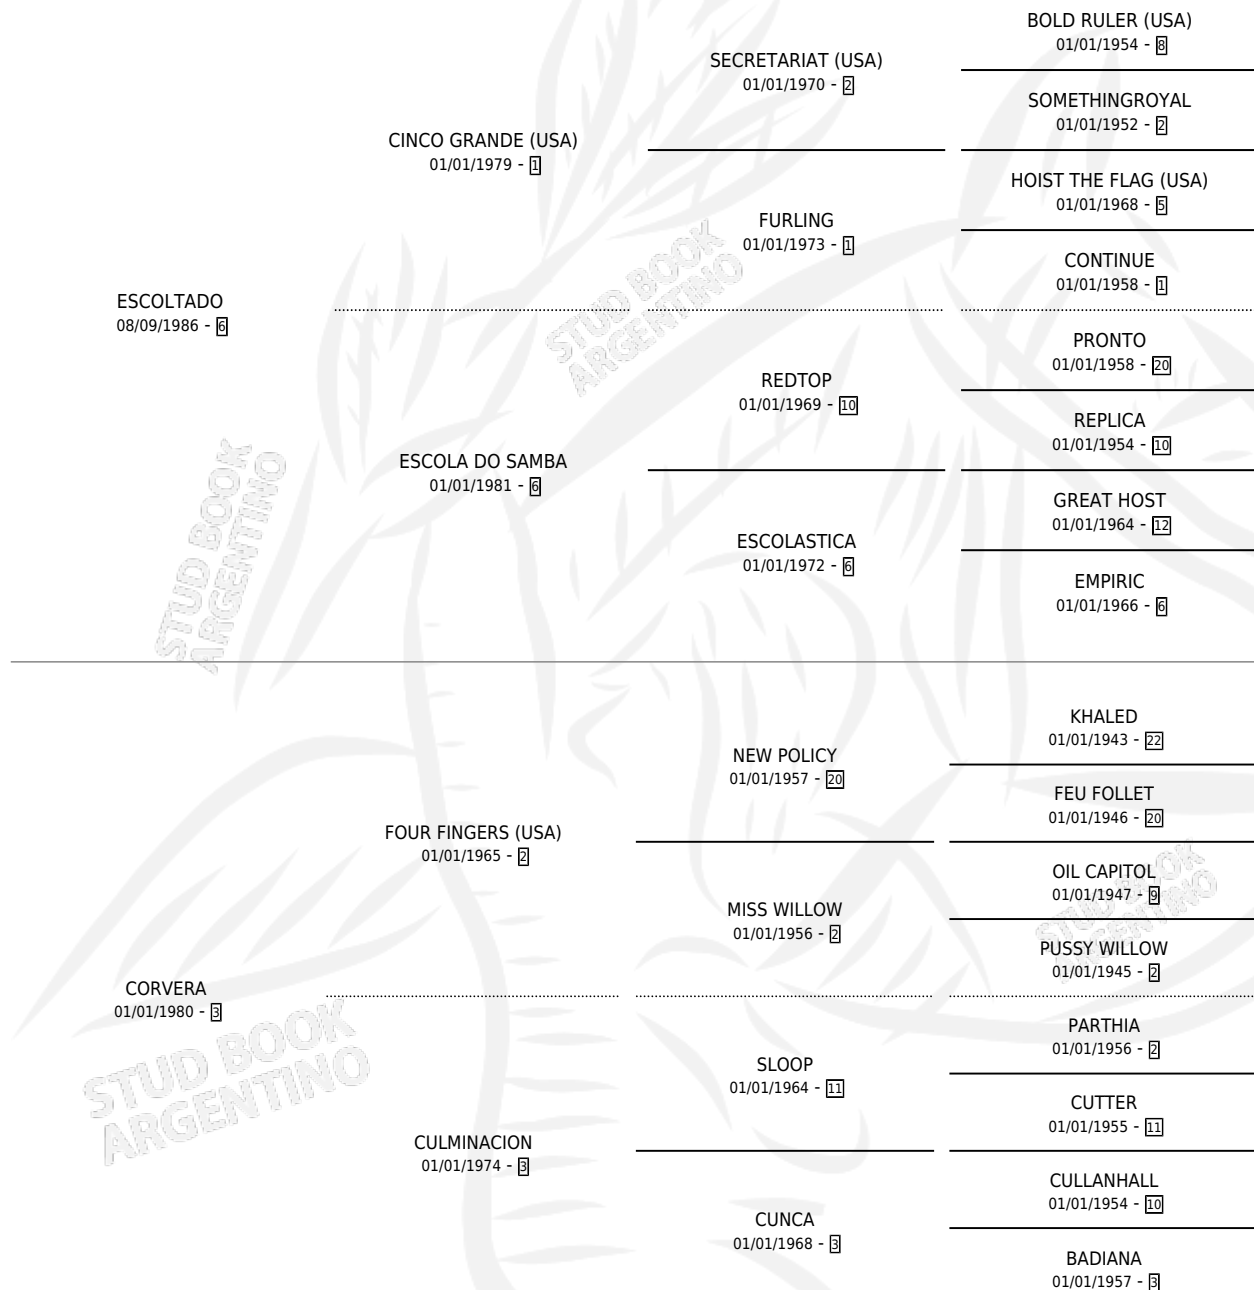 BOLD RULER (USA)
01/01/1954 - 8
SECRETARIAT (USA)
01/01/1970 - 2
SOMETHINGROYAL
01/01/1952 - 2
CINCO GRANDE (USA)
01/01/1979 - 1
HOIST THE FLAG (USA)
01/01/1968 - 5
FURLING
01/01/1973 - 1
CONTINUE
01/01/1958 - 1
ESCOLTADO
08/09/1986 - 6
PRONTO
01/01/1958 - 20
REDTOP
01/01/1969 - 10
REPLICA
01/01/1954 - 10
ESCOLA DO SAMBA
01/01/1981 - 6
GREAT HOST
01/01/1964 - 12
ESCOLASTICA
01/01/1972 - 6
EMPIRIC
01/01/1966 - 6
KHALED
01/01/1943 - 22
NEW POLICY
01/01/1957 - 20
FEU FOLLET
01/01/1946 - 20
FOUR FINGERS (USA)
01/01/1965 - 2
OIL CAPITOL
01/01/1947 - 9
MISS WILLOW
01/01/1956 - 2
PUSSY WILLOW
01/01/1945 - 2
CORVERA
01/01/1980 - 3
PARTHIA
01/01/1956 - 2
SLOOP
01/01/1964 - 11
CUTTER
01/01/1955 - 11
CULMINACION
01/01/1974 - 3
CULLANHALL
01/01/1954 - 10
CUNCA
01/01/1968 - 3
BADIANA
01/01/1957 - 3
STUD BOOK
ARGENTINO
STUD BOOK
ARGENTINO
STUD BOOK
ARGENTINO
STUD BOOK
ARGENTINO